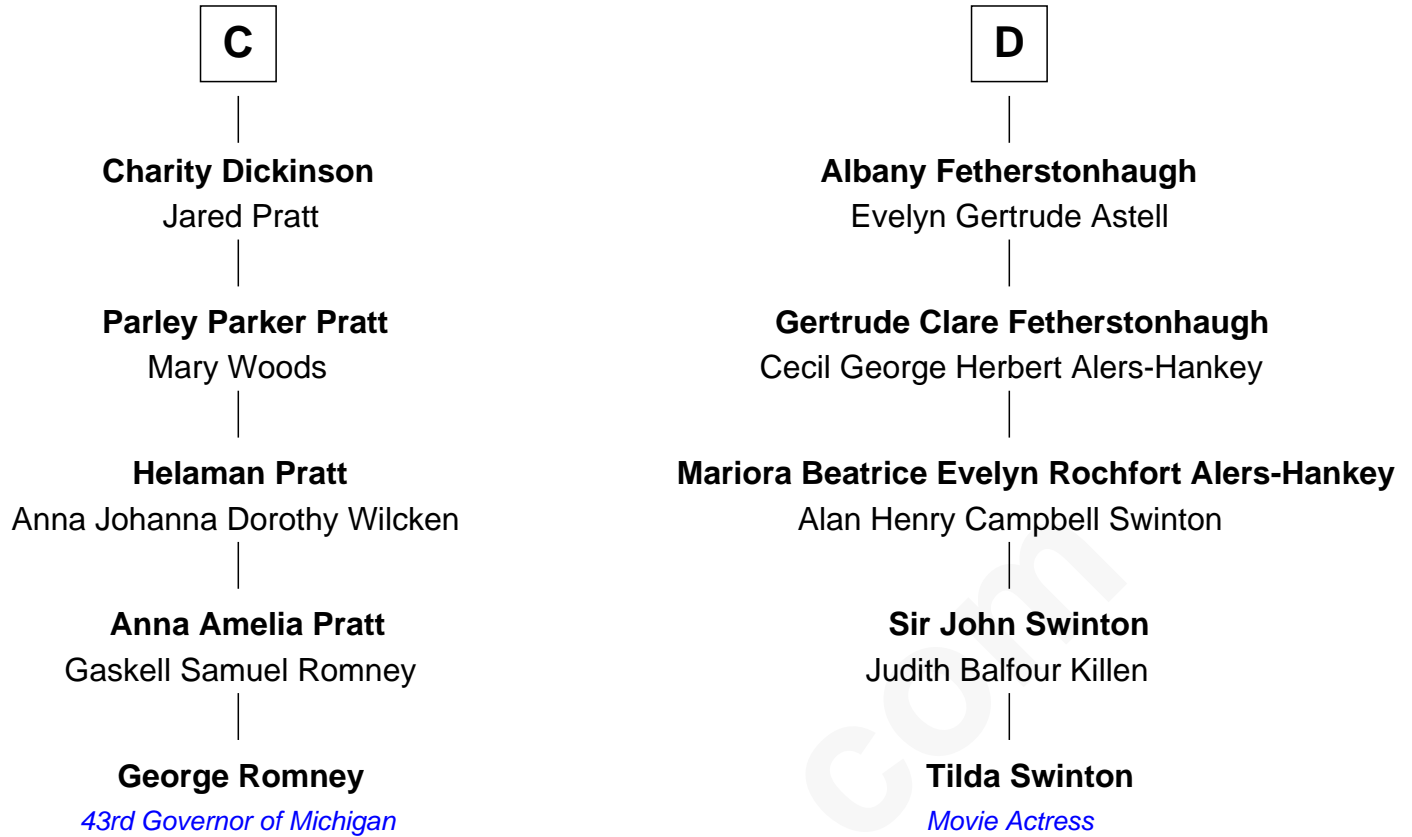 C
Charity Dickinson
Jared Pratt
Parley Parker Pratt
Mary Woods
Helaman Pratt
Anna Johanna Dorothy Wilcken
Anna Amelia Pratt
Gaskell Samuel Romney
George Romney
43rd Governor of Michigan
D
Albany Fetherstonhaugh
Evelyn Gertrude Astell
Gertrude Clare Fetherstonhaugh
Cecil George Herbert Alers-Hankey
Mariora Beatrice Evelyn Rochfort Alers-Hankey
Alan Henry Campbell Swinton
Sir John Swinton
Judith Balfour Killen
Tilda Swinton
Movie Actress
com